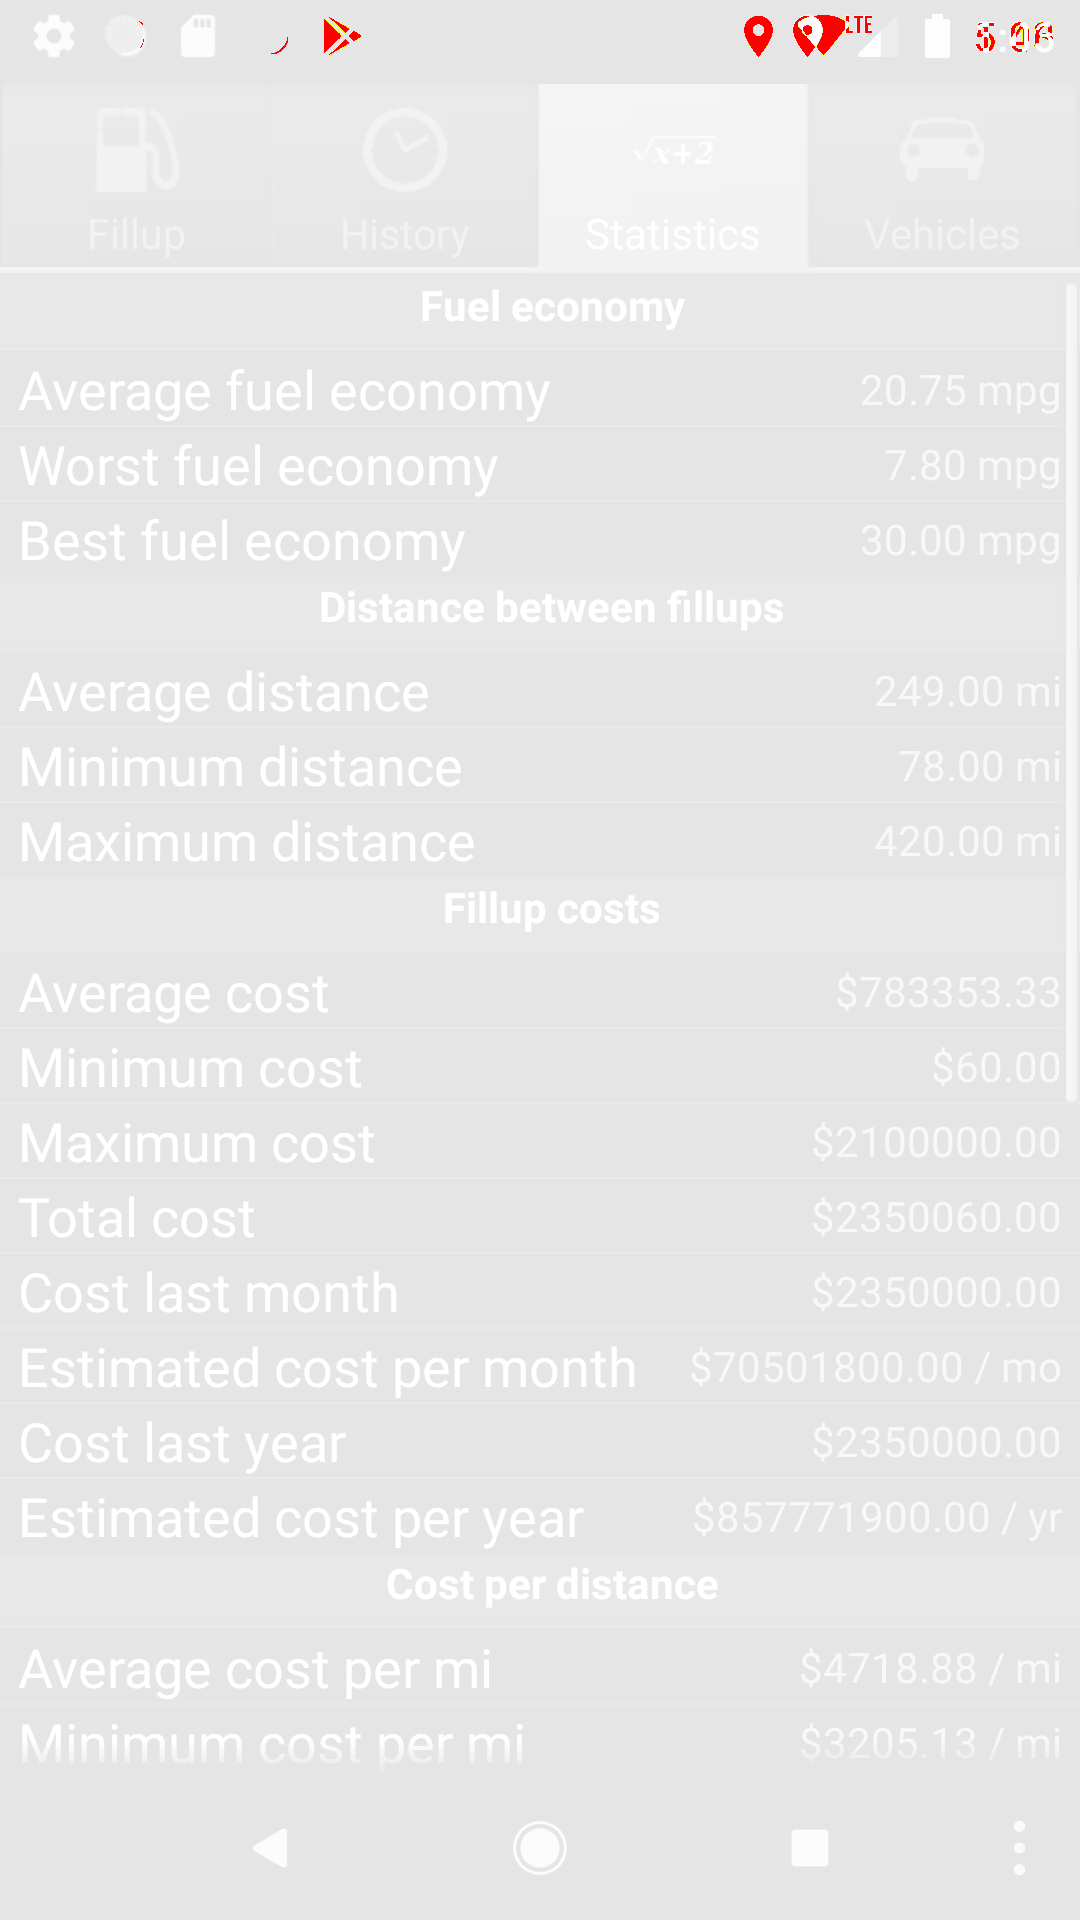 LTE
Fillup
History
√x+2
Statistics
Vehicles
Fuel economy
Average fuel economy 20.75 mpg
Worst fuel economy 7.80 mpg
Best fuel economy 30.00 mpg
Distance between fillups
Average distance 249.00 mi
Minimum distance 78.00 mi
Maximum distance 420.00 mi
Fillup costs
Average cost $783353.33
Minimum cost $60.00
Maximum cost $2100000.00
Total cost $2350060.00
Cost last month $2350000.00
Estimated cost per month $70501800.00 / mo
Cost last year $2350000.00
Estimated cost per year $857771900.00 / yr
Cost per distance
Average cost per mi $4718.88 / mi
Minimum cost per mi $3205.13 / mi